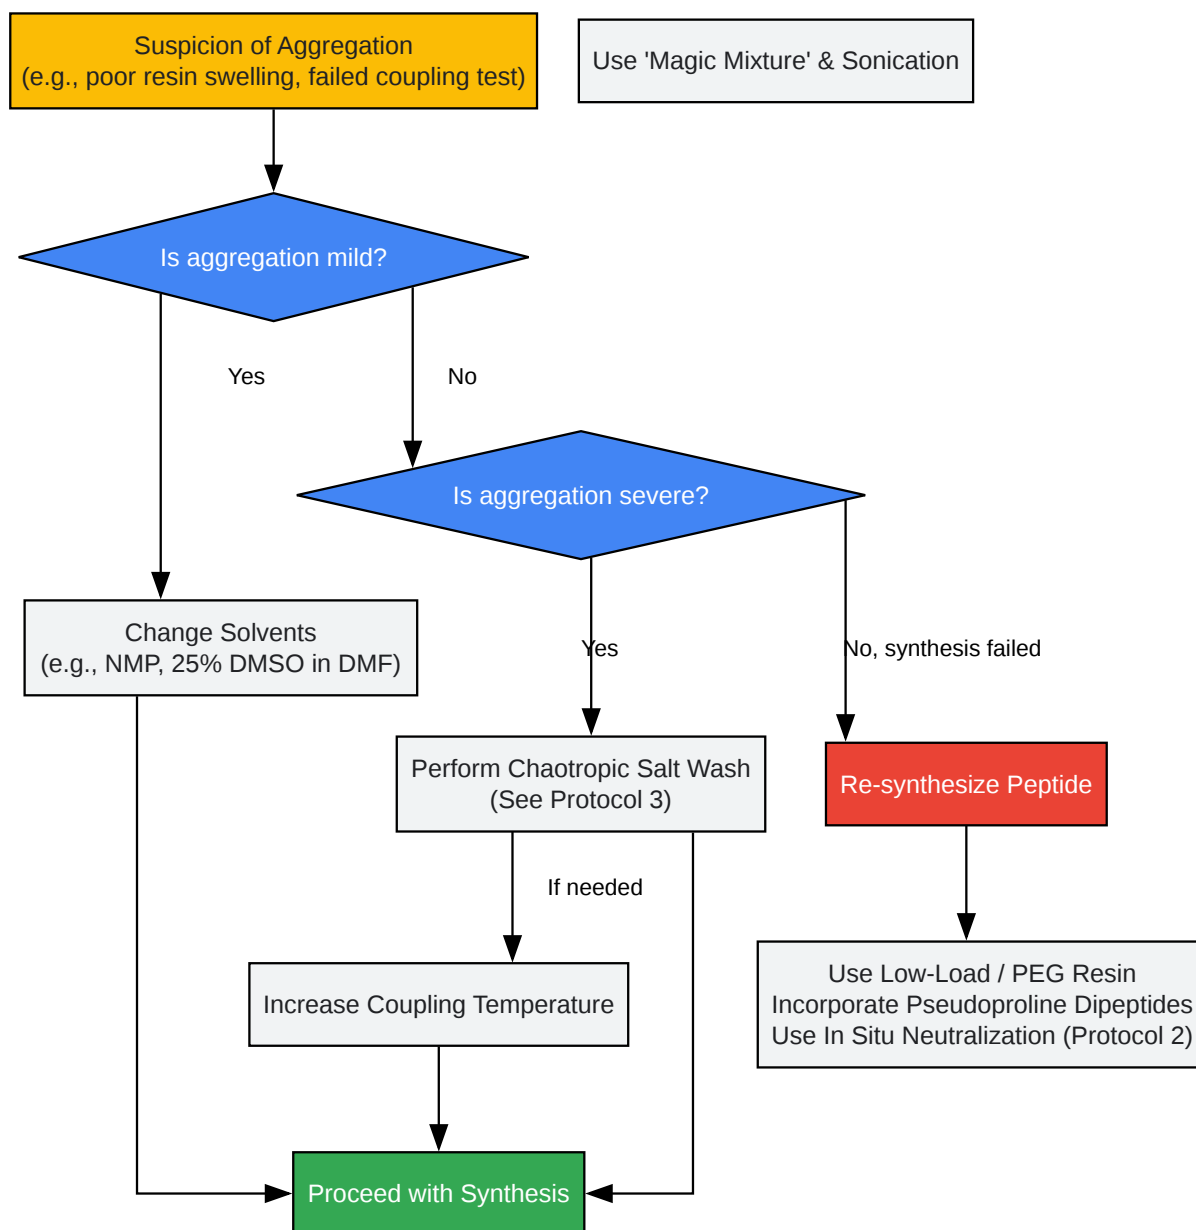 Suspicion of Aggregation
(e.g., poor resin swelling, failed coupling test)
Use 'Magic Mixture' & Sonication
Is aggregation mild?
Yes
No
Is aggregation severe?
Change Solvents
(e.g., NMP, 25% DMSO in DMF)
Yes
No, synthesis failed
Perform Chaotropic Salt Wash
(See Protocol 3)
Re-synthesize Peptide
If needed
Increase Coupling Temperature
Use Low-Load / PEG Resin
Incorporate Pseudoproline Dipeptides
Use In Situ Neutralization (Protocol 2)
Proceed with Synthesis